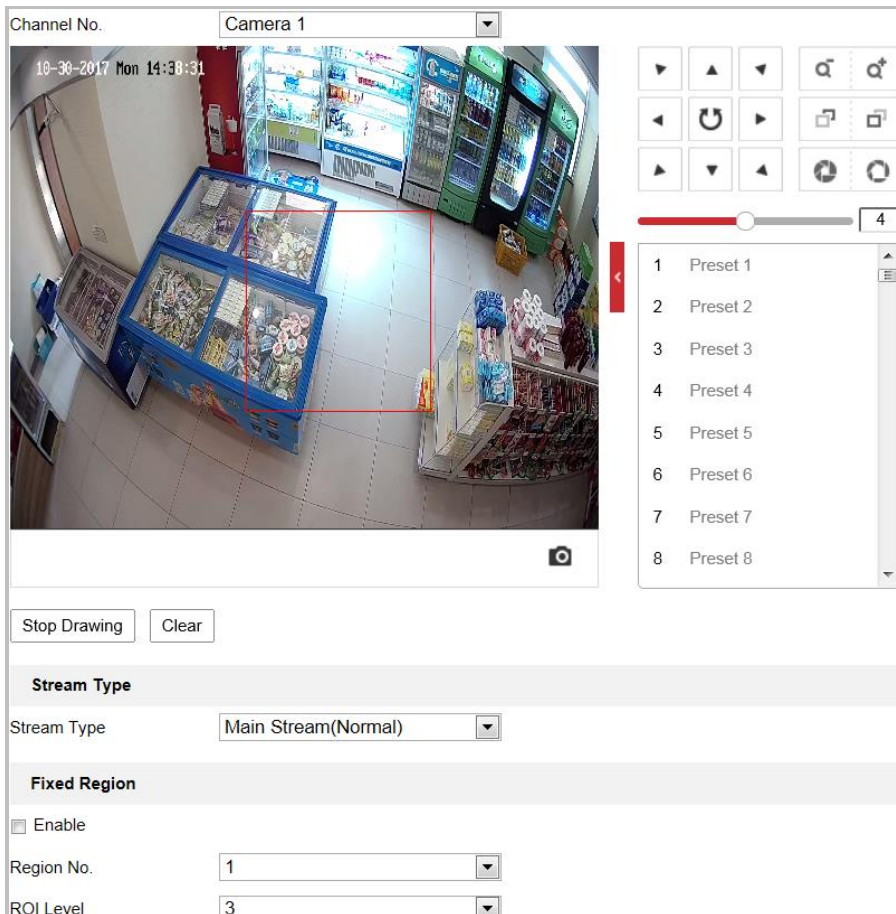 Channel No.
Camera 1
10-30-2017 Mon 14:38:31
4
1 Preset 1
2 Preset 2
3 Preset 3
4 Preset 4
5 Preset 5
6 Preset 6
7 Preset 7
8 Preset 8
Stop Drawing
Clear
Stream Type
Stream Type
Main Stream(Normal)
Fixed Region
Enable
Region No.
1
ROI Level
3